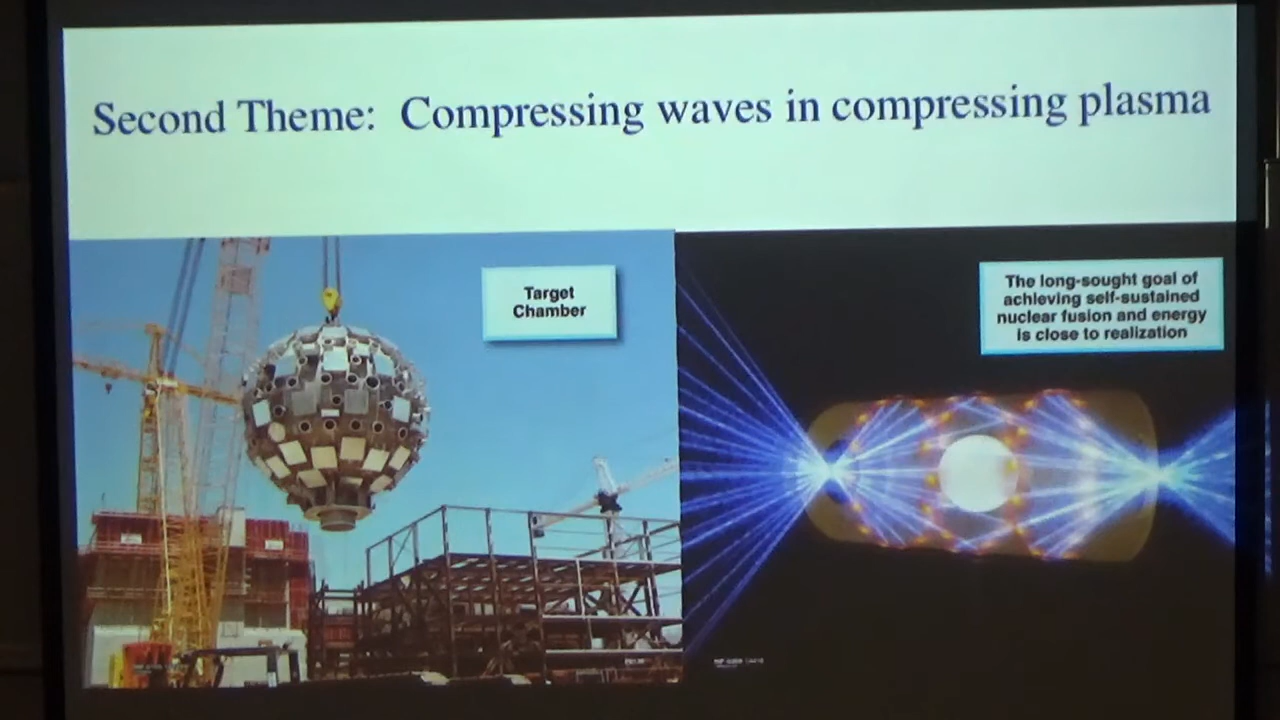 Second Theme: Compressing waves in compressing plasma
Target
Chamber
The long-sought goal of
achieving self-sustained
nuclear fusion and energy
is close to realization